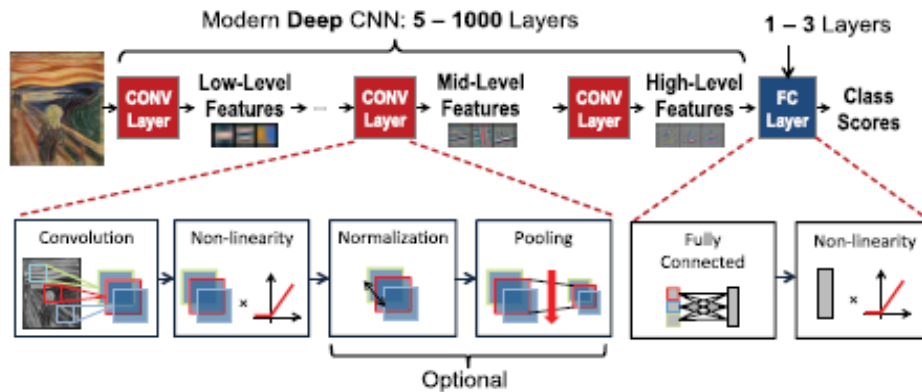 Modern Deep CNN: 5 – 1000 Layers
1 – 3 Layers
CONV
Layer
Low-Level
Features
...
CONV
Layer
Mid-Level
Features
CONV
Layer
High-Level
Features
FC
Layer
Class
Scores
Convolution
Non-linearity
×
Normalization
Pooling
Fully
Connected
Non-linearity
×
Optional